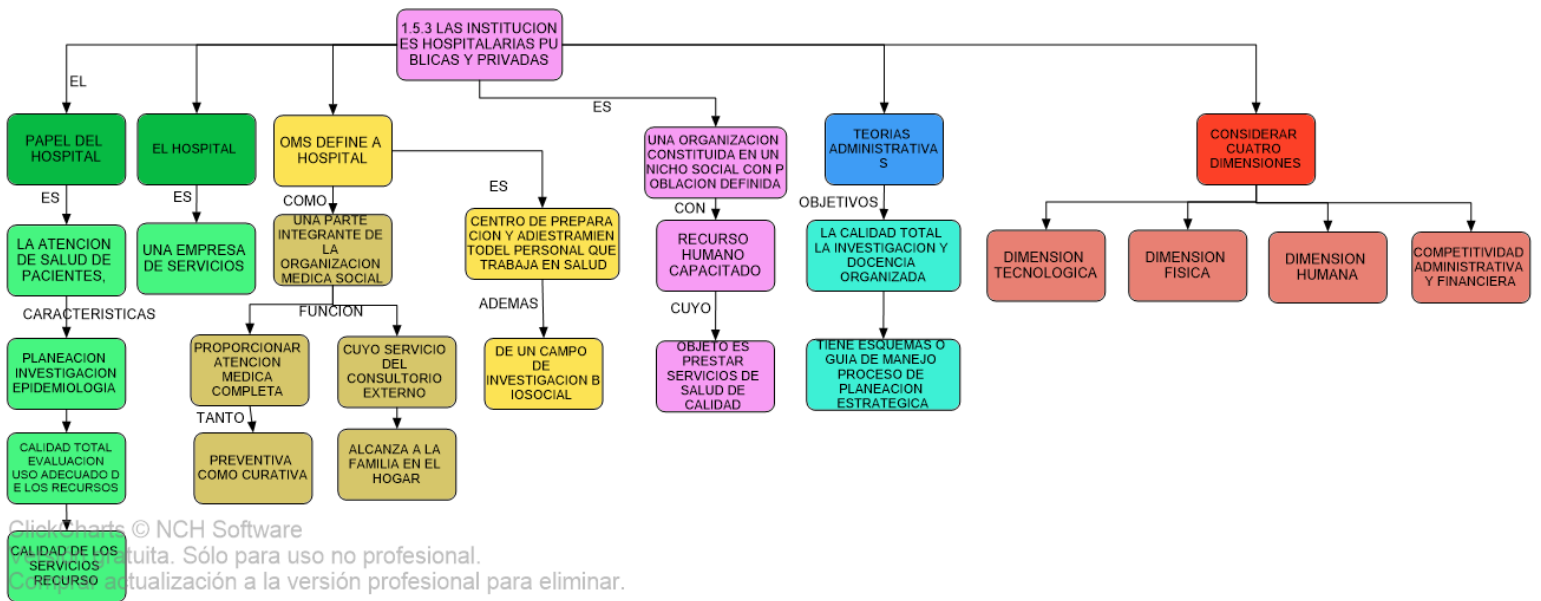 1.5.3 LAS INSTITUCION
ES HOSPITALARIAS PU
BLICAS Y PRIVADAS
EL
ES
PAPEL DEL
HOSPITAL
EL HOSPITAL
OMS DEFINE A
HOSPITAL
UNA ORGANIZACION
CONSTITUIDA EN UN
NICHO SOCIAL CON P
OBLACION DEFINIDA
TEORIAS
ADMINISTRATIVA
S
CONSIDERAR
CUATRO
DIMENSIONES
ES
ES
COMO
ES
CON
OBJETIVOS
LA ATENCION
DE SALUD DE
PACIENTES,
UNA EMPRESA
DE SERVICIOS
UNA PARTE
INTEGRANTE DE
LA
ORGANIZACION
MEDICA SOCIAL
CENTRO DE PREPARA
CION Y ADIESTRAMIEN
TODEL PERSONAL QUE
TRABAJA EN SALUD
RECURSO
HUMANO
CAPACITADO
LA CALIDAD TOTAL
LA INVESTIGACION Y
DOCENCIA
ORGANIZADA
DIMENSION
TECNOLOGICA
DIMENSION
FISICA
DIMENSION
HUMANA
COMPETITIVIDAD
ADMINISTRATIVA
Y FINANCIERA
CARACTERISTICAS
FUNCION
ADEMAS
CUYO
PLANEACION
INVESTIGACION
EPIDEMIOLOGIA
PROPORCIONAR
ATENCION
MEDICA
COMPLETA
CUYO SERVICIO
DEL
CONSULTORIO
EXTERNO
DE UN CAMPO
DE
INVESTIGACION B
IOSOCIAL
OBJETO ES
PRESTAR
SERVICIOS DE
SALUD DE
CALIDAD
TIENE ESQUEMAS O
GUIA DE MANEJO
PROCESO DE
PLANEACION
ESTRATEGICA
TANTO
CALIDAD TOTAL
EVALUACION
USO ADECUADO D
E LOS RECURSOS
PREVENTIVA
COMO CURATIVA
ALCANZA A LA
FAMILIA EN EL
HOGAR
CALIDAD DE LOS
SERVICIOS
RECURSO
ClickCharts © NCH Software
Versión gratuita. Sólo para uso no profesional.
Comprar actualización a la versión profesional para eliminar.